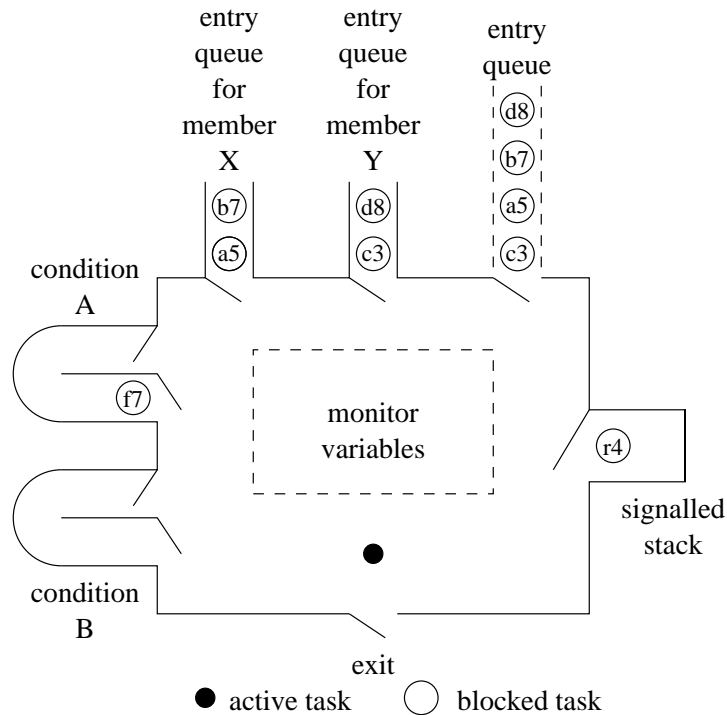 entry
queue
for
member
X
entry
queue
for
member
Y
entry
queue
d8
b7
a5
c3
b7
a5
d8
c3
condition
A
f7
monitor
variables
r4
signalled
stack
condition
B
exit
active task
blocked task